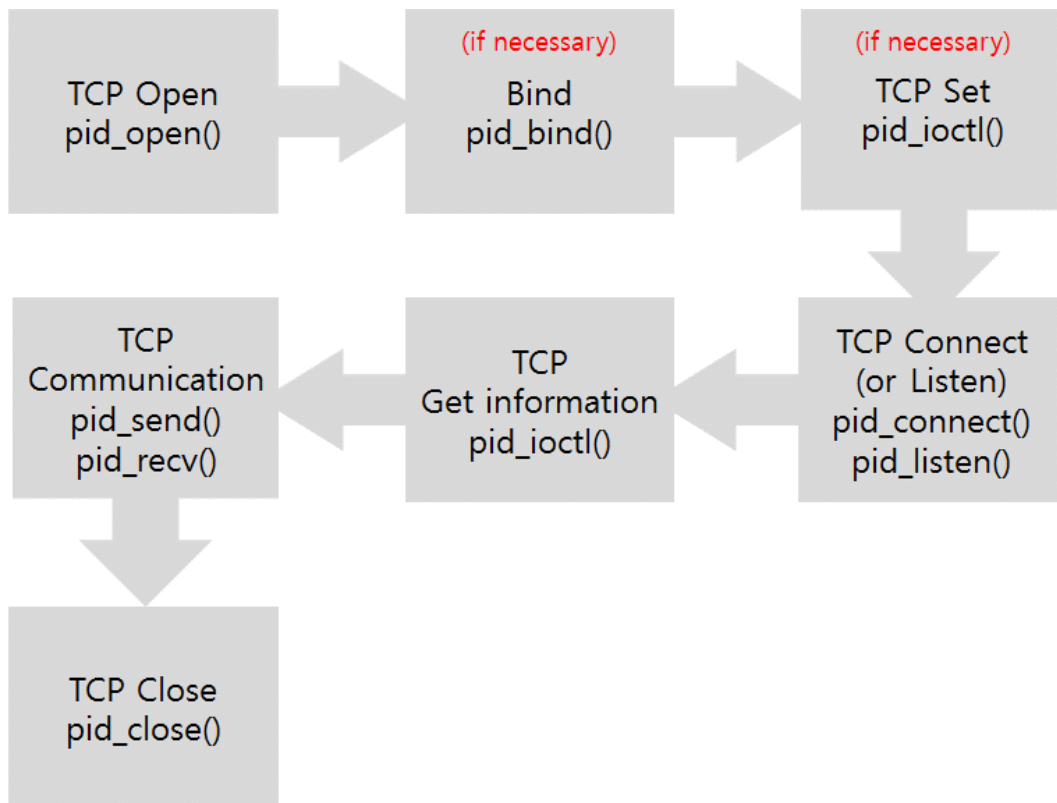 TCP Open
pid_open()
(if necessary)
Bind
pid_bind()
(if necessary)
TCP Set
pid_ioctl()
TCP Connect
(or Listen)
pid_connect()
pid_listen()
TCP
Get information
pid_ioctl()
TCP
Communication
pid_send()
pid_recv()
TCP Close
pid_close()